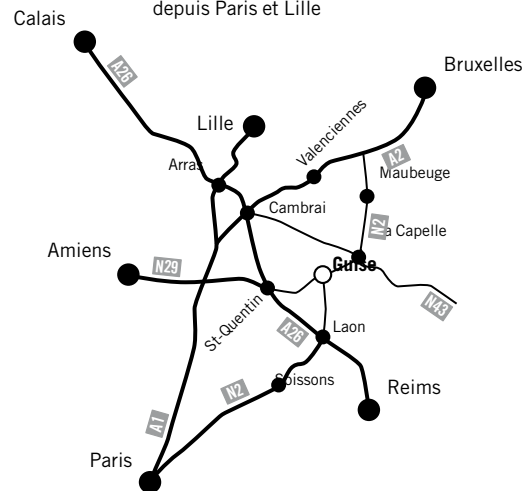 depuis Paris et Lille
Calais
A26
Bruxelles
Lille
Valenciennes
A2
Arras
Maubeuge
Cambrai
N2
a Capelle
Amiens
N29
Guise
N43
St-Quentin
A26
Laon
Soissons
N2
Reims
A1
Paris